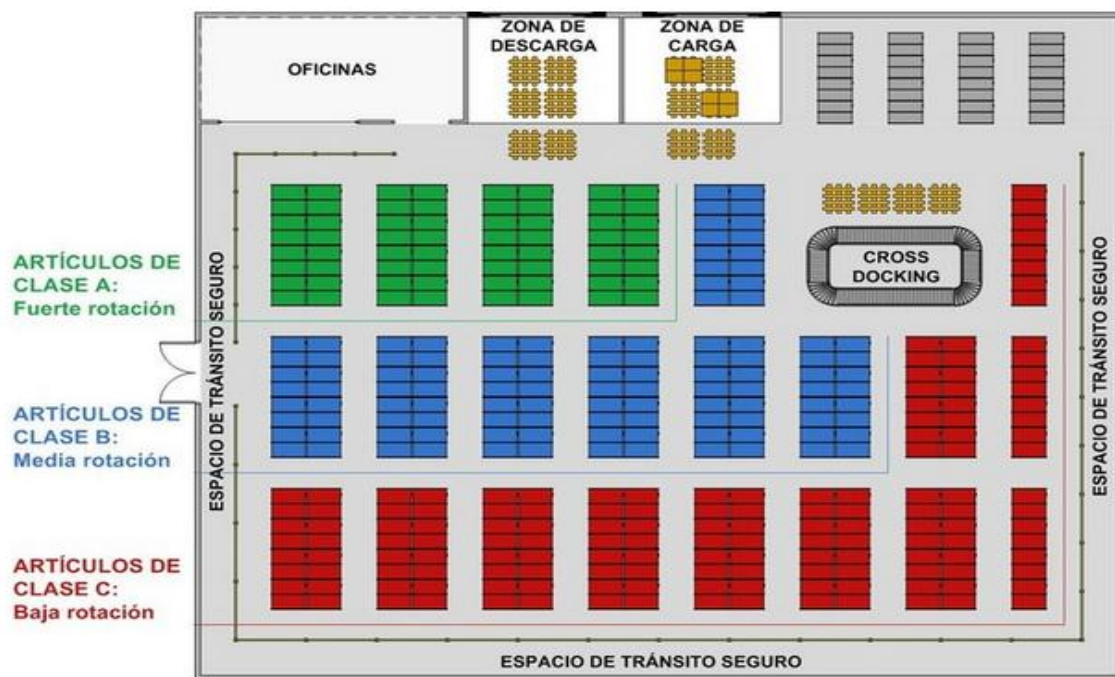 OFICINAS
ZONA DE
DESCARGA
ZONA DE
CARGA
CROSS
DOCKING
ARTÍCULOS DE
CLASE A:
Fuerte rotación
ARTÍCULOS DE
CLASE B:
Media rotación
ARTÍCULOS DE
CLASE C:
Baja rotación
ESPACIO DE TRÁNSITO SEGURO
ESPACIO DE TRÁNSITO SEGURO
ESPACIO DE TRÁNSITO SEGURO